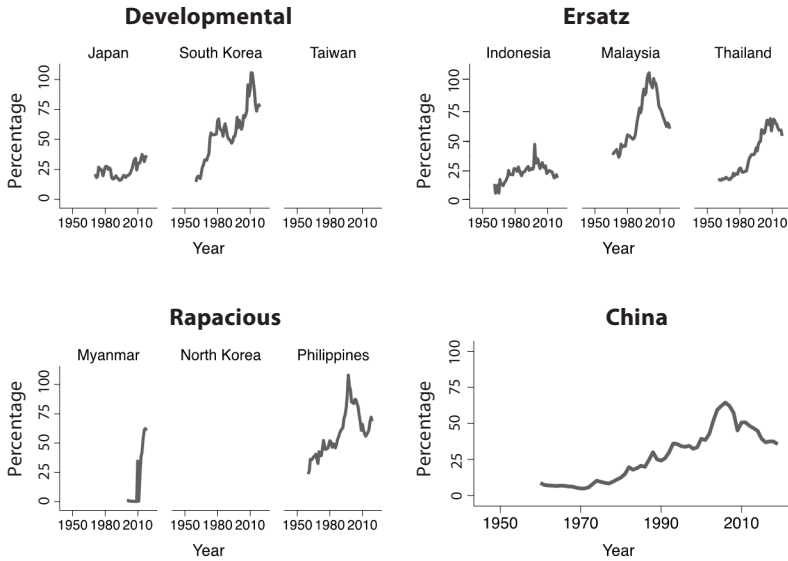 Developmental
Japan South Korea Taiwan
Percentage
100
75
50
25
0
1950 1980 2010 1950 1980 2010 1950 1980 2010
Year
Ersatz
Indonesia Malaysia Thailand
Percentage
100
75
50
25
0
1950 1980 2010 1950 1980 2010 1950 1980 2010
Year
Rapacious
Myanmar North Korea Philippines
Percentage
100
75
50
25
0
1950 1980 2010 1950 1980 2010 1950 1980 2010
Year
China
Percentage
100
75
50
25
0
1950 1970 1990 2010
Year